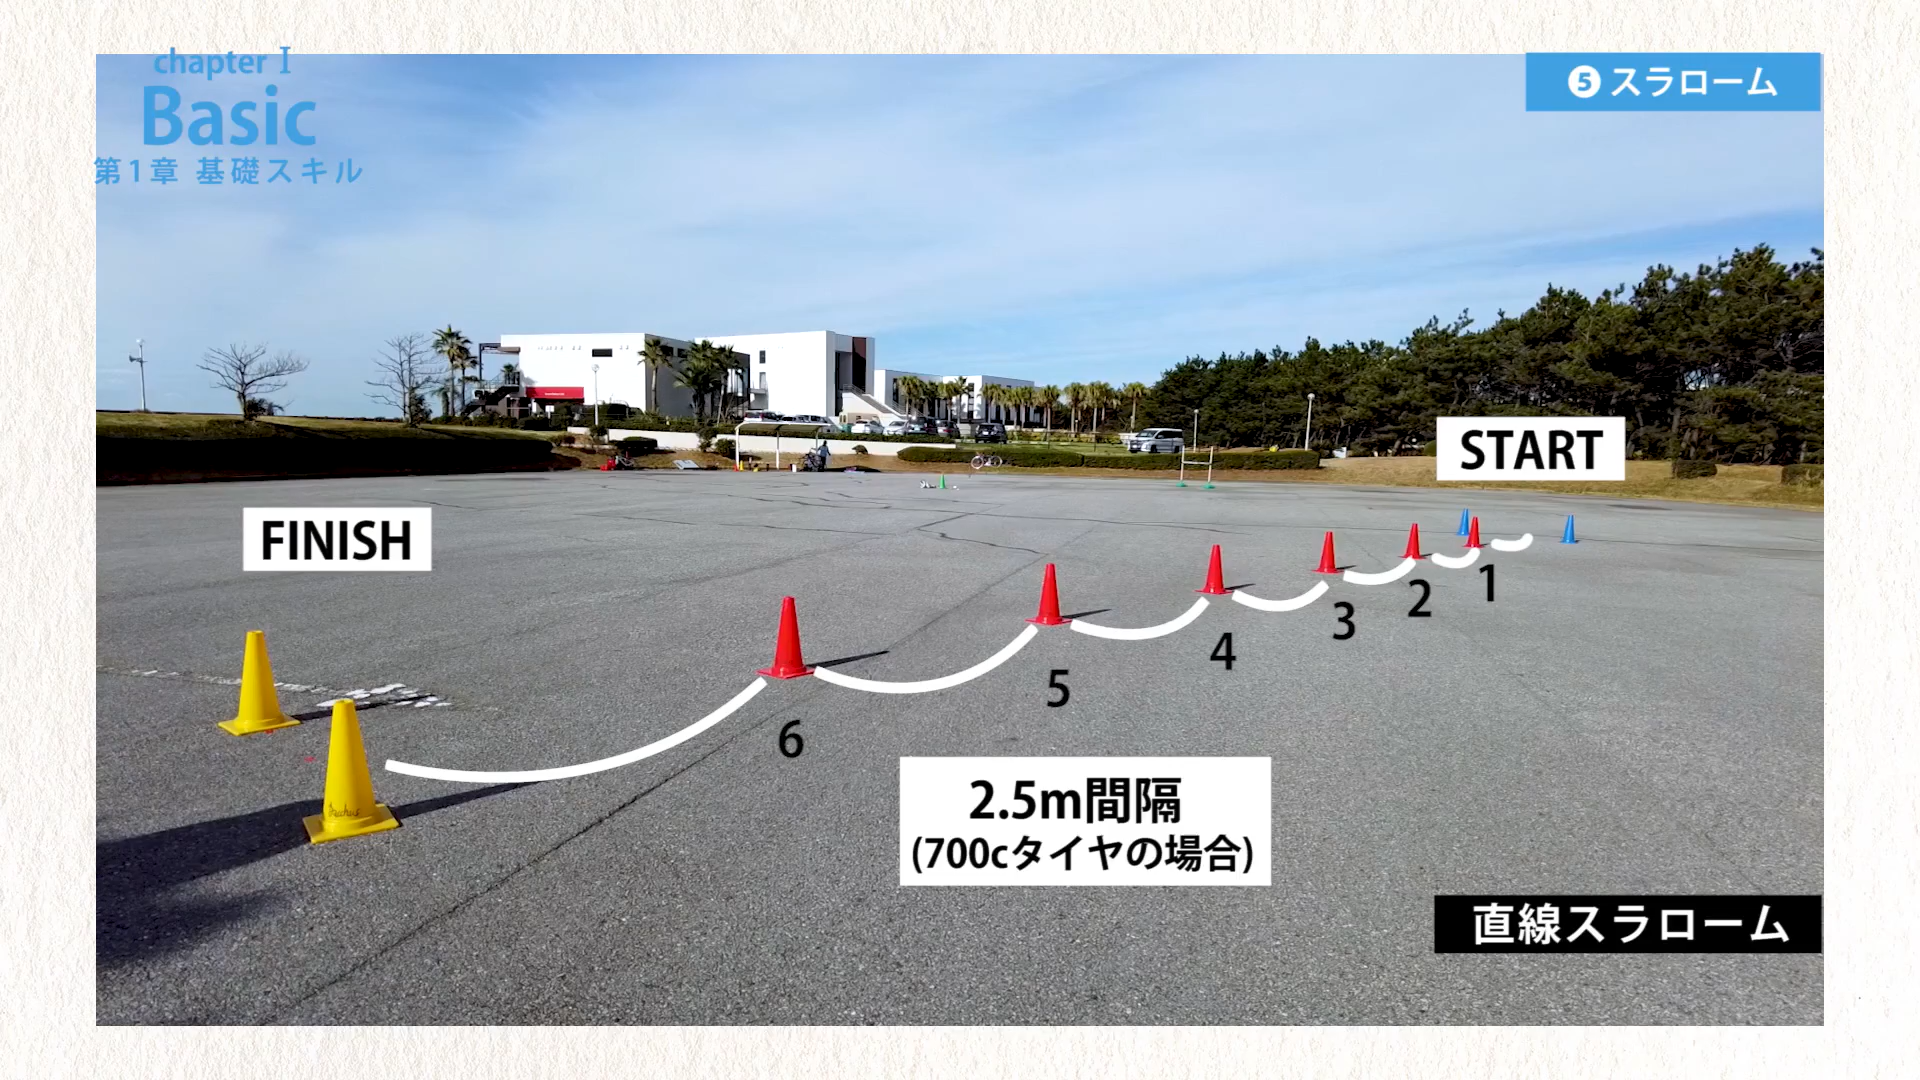 chapter I
Basic
第1章 基礎スキル
❺ スラローム
START
FINISH
1
2
3
4
5
6
2.5m間隔
(700cタイヤの場合)
直線スラローム